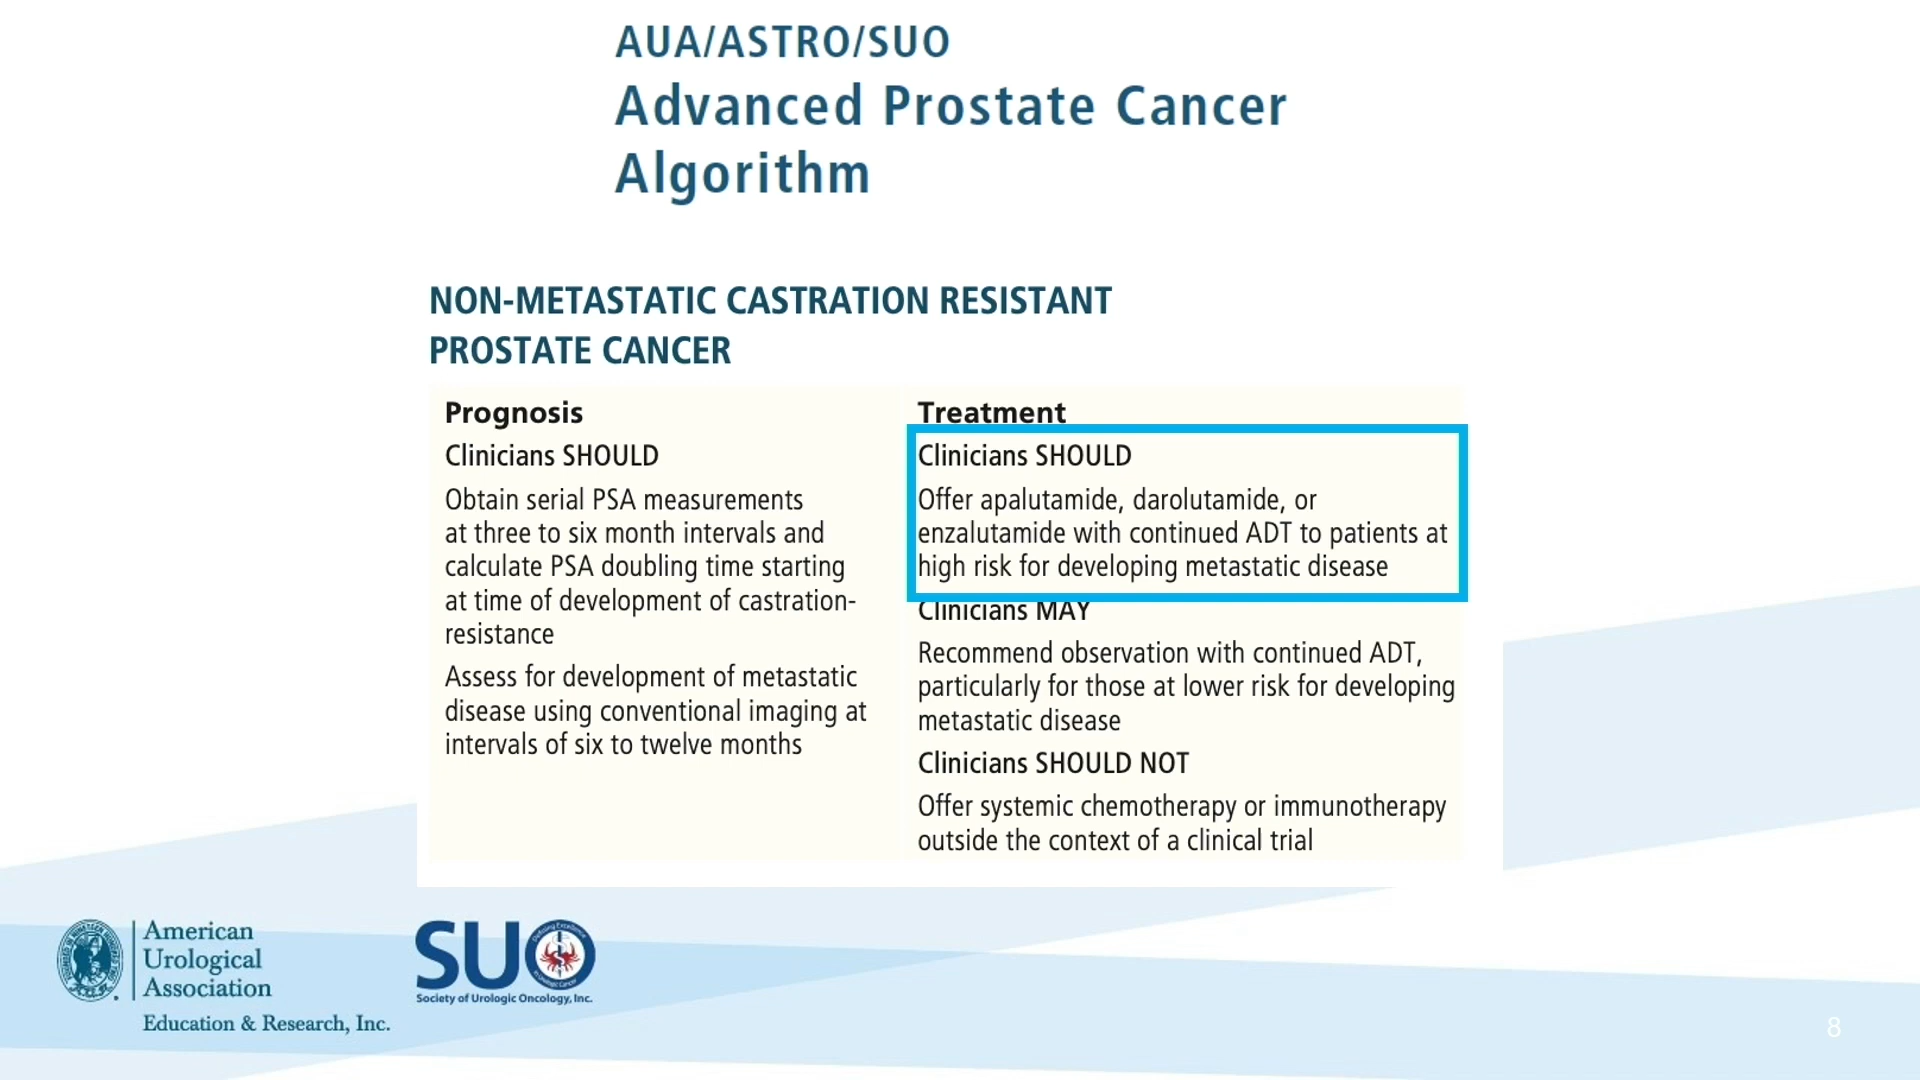 AUA/ASTRO/SUO
Advanced Prostate Cancer
Algorithm
NON-METASTATIC CASTRATION RESISTANT
PROSTATE CANCER
Prognosis
Clinicians SHOULD
Obtain serial PSA measurements
at three to six month intervals and
calculate PSA doubling time starting
at time of development of castration-
resistance
Assess for development of metastatic
disease using conventional imaging at
intervals of six to twelve months
Treatment
Clinicians SHOULD
Offer apalutamide, darolutamide, or
enzalutamide with continued ADT to patients at
high risk for developing metastatic disease
Clinicians MAY
Recommend observation with continued ADT,
particularly for those at lower risk for developing
metastatic disease
Clinicians SHOULD NOT
Offer systemic chemotherapy or immunotherapy
outside the context of a clinical trial
American
Urological
Association
Education & Research, Inc.
SUO
Society of Urologic Oncology, Inc.
8